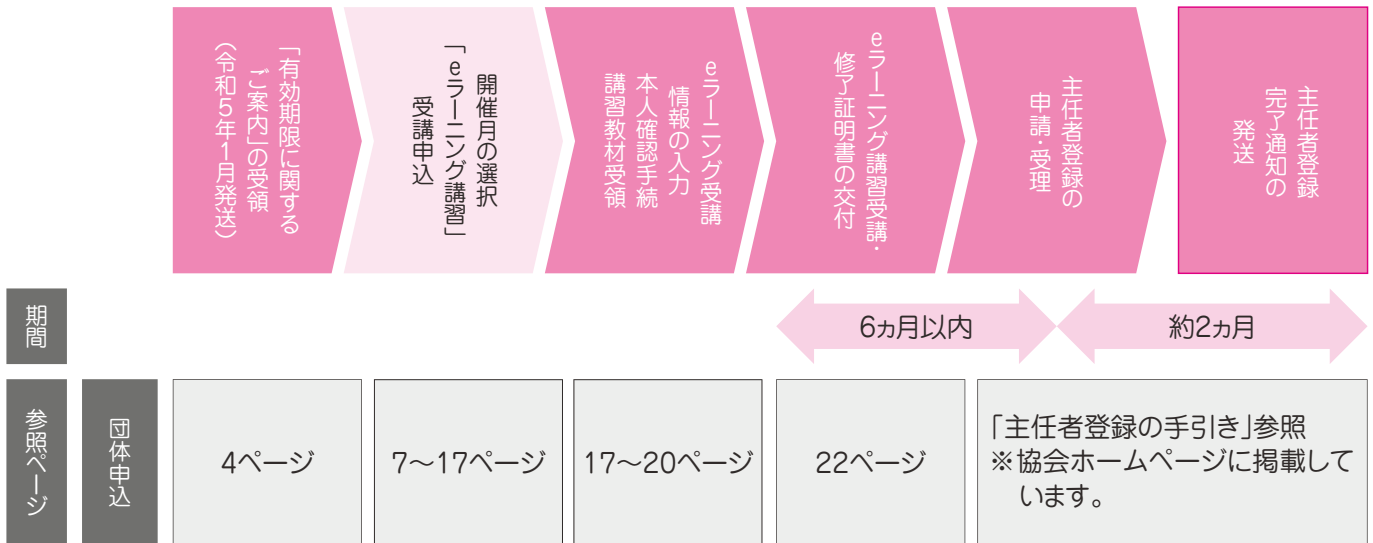 「有効期限に関する
ご案内」の受領
（令和5年1月発送）
開催月の選択
「eラーニング講習」
受講申込
eラーニング受講
情報の入力
本人確認手続
講習教材受領
eラーニング講習受講・
修了証明書の交付
主任者登録の
申請・受理
主任者登録
完了通知の
発送
期間
6ヵ月以内
約2ヵ月
参照ページ
団体申込
4ページ
7～17ページ
17～20ページ
22ページ
「主任者登録の手引き」参照
※協会ホームページに掲載して
います。